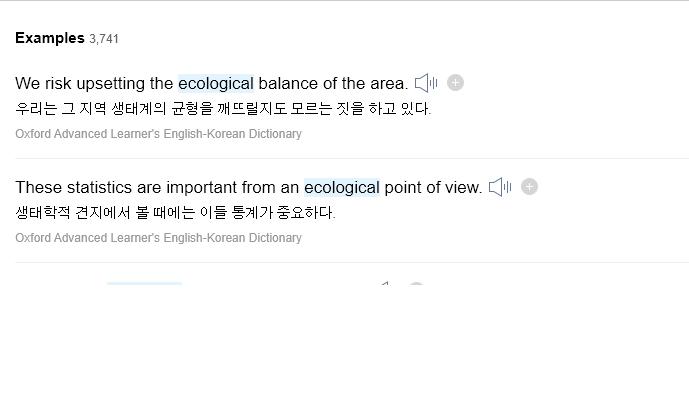 Examples 3,741
We risk upsetting the ecological balance of the area.
우리는 그 지역 생태계의 균형을 깨뜨릴지도 모르는 짓을 하고 있다.
Oxford Advanced Learner's English-Korean Dictionary
These statistics are important from an ecological point of view.
생태학적 견지에서 볼 때에는 이들 통계가 중요하다.
Oxford Advanced Learner's English-Korean Dictionary